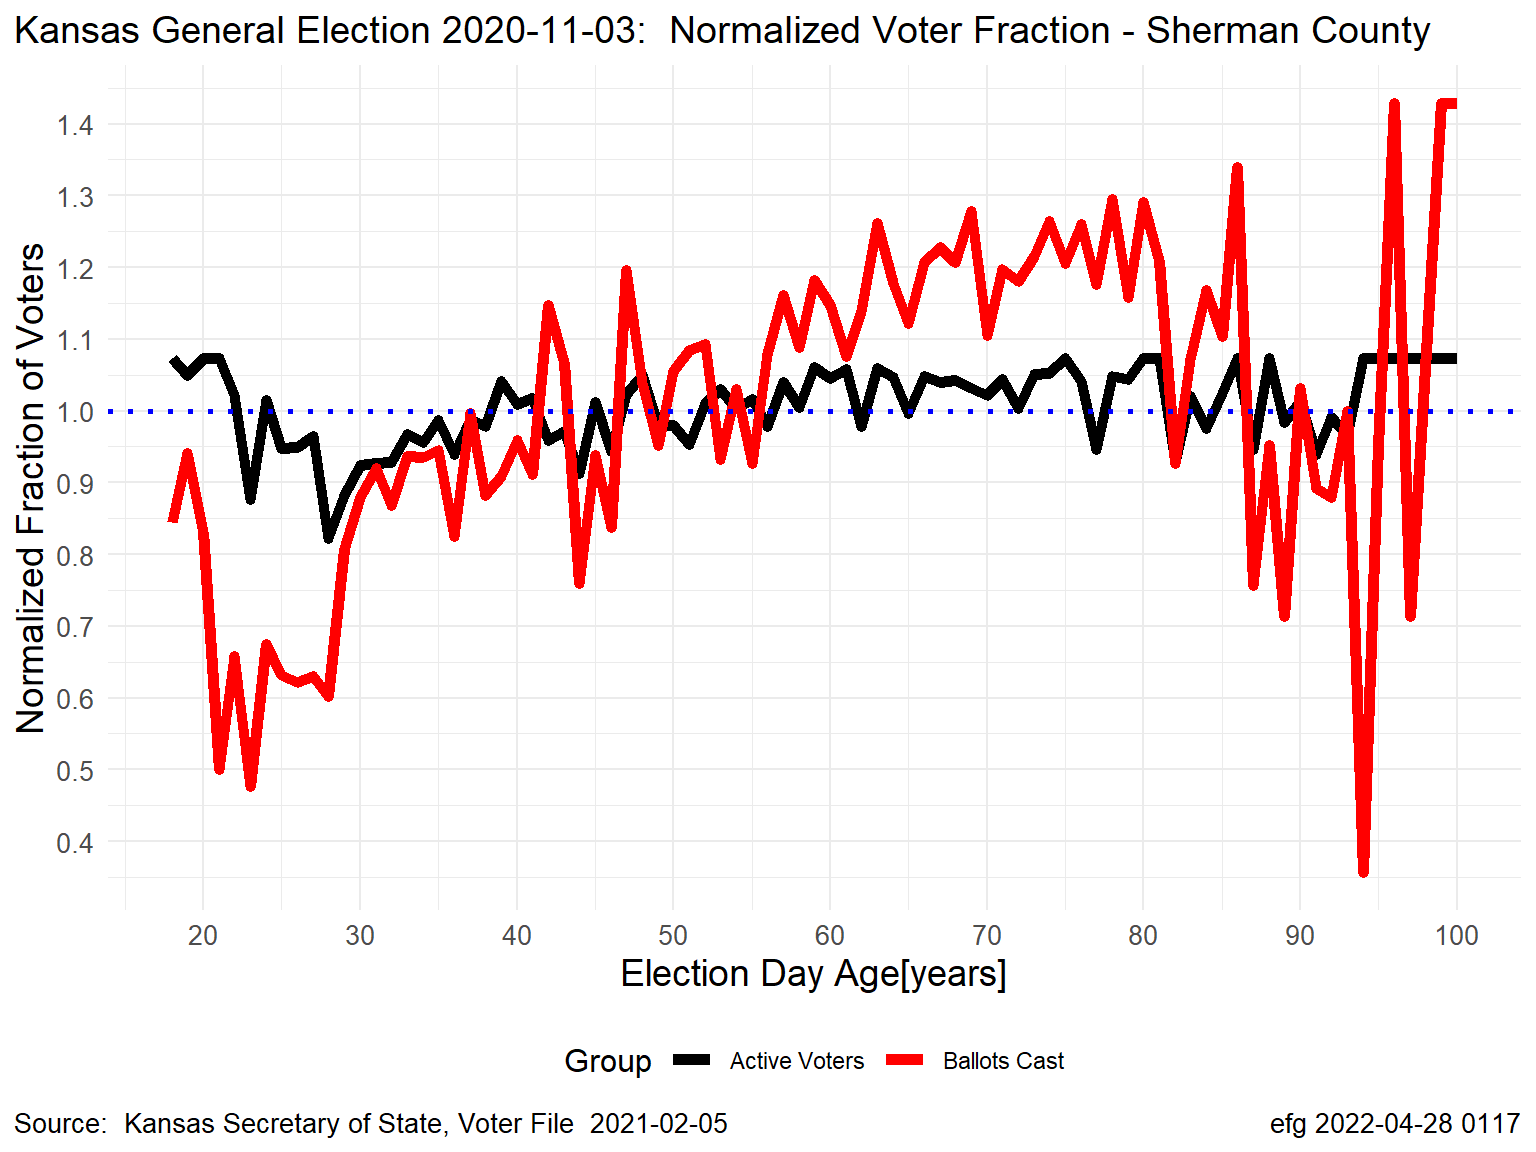 Kansas General Election 2020-11-03:  Normalized Voter Fraction - Sherman County
Normalized Fraction of Voters
1.4
1.3
1.2
1.1
1.0
0.9
0.8
0.7
0.6
0.5
0.4
20 30 40 50 60 70 80 90 100
Election Day Age[years]
Group Active Voters Ballots Cast
Source:  Kansas Secretary of State, Voter File  2021-02-05
efg 2022-04-28 0117